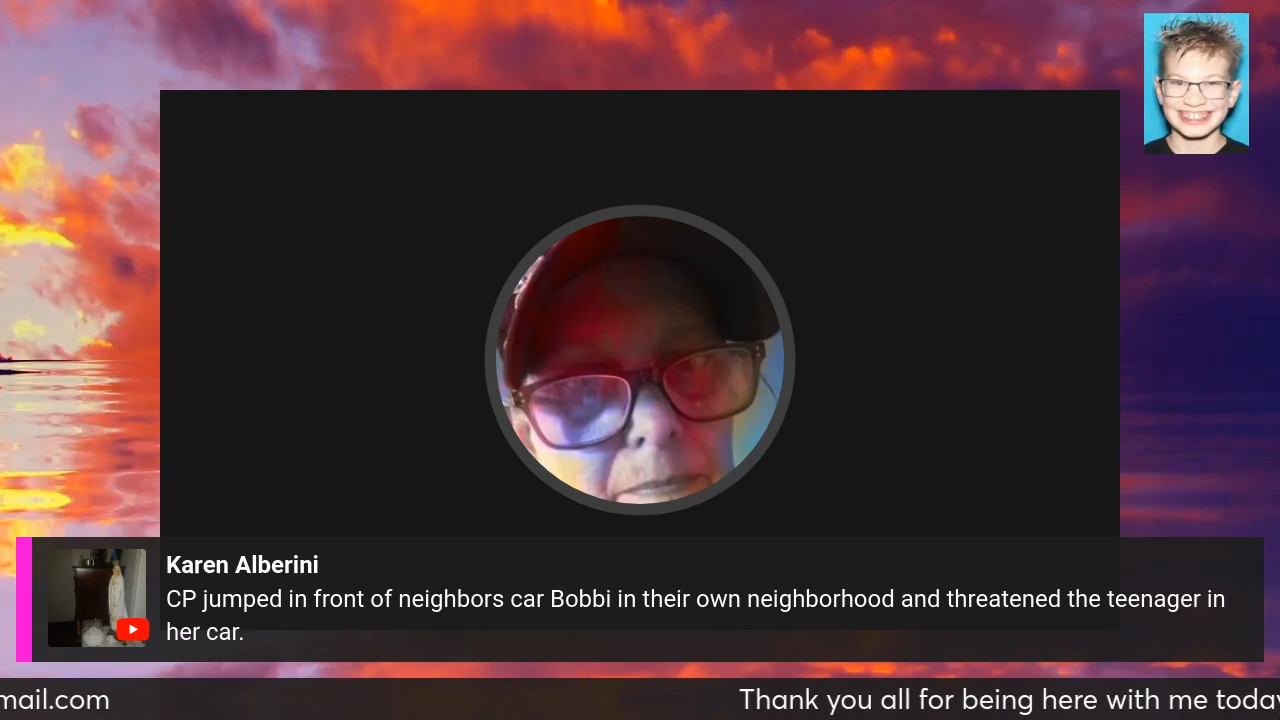 Karen Alberini
CP jumped in front of neighbors car Bobbi in their own neighborhood and threatened the teenager in
her car.
mail.com
Thank you all for being here with me today